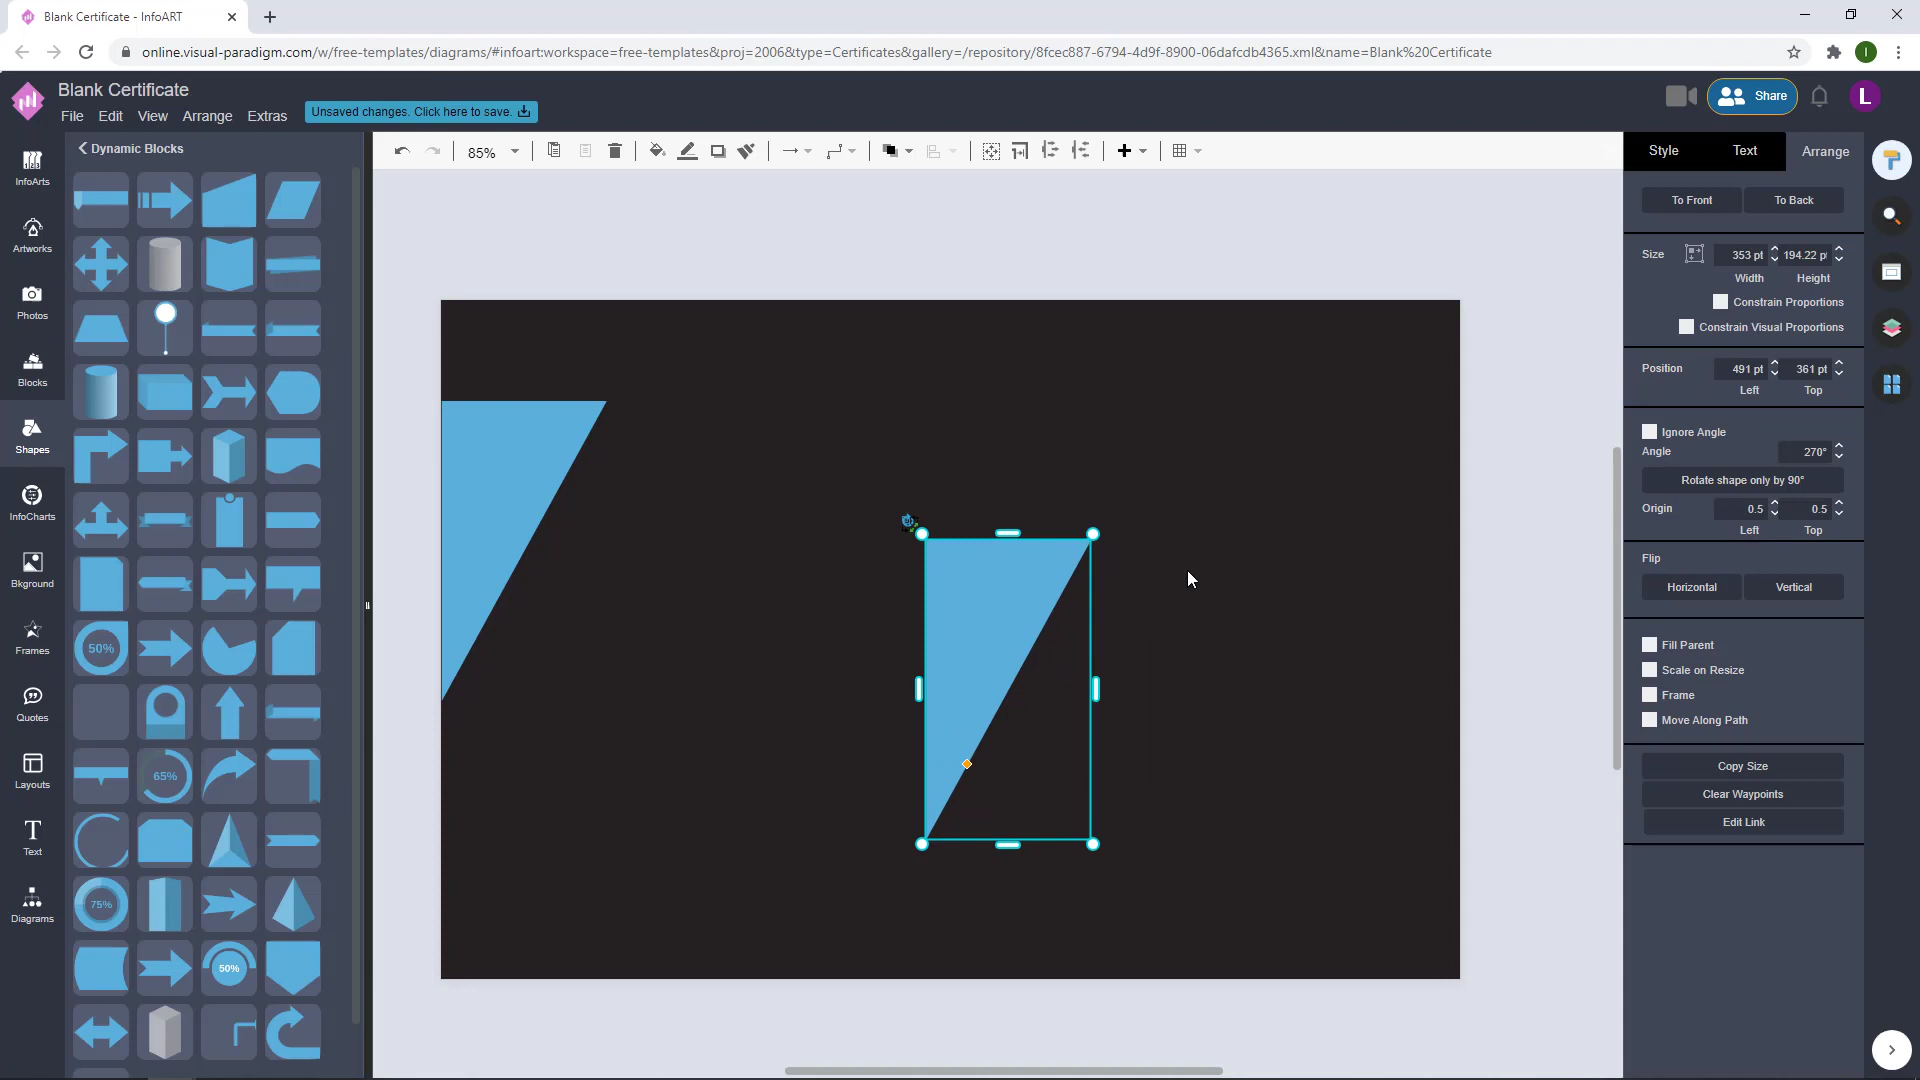 Blank Certificate - InfoART
online.visual-paradigm.com/w/free-templates/diagrams/#infoart:workspace=free-templates&proj=2006&type=Certificates&gallery=/repository/8fcec887-6794-4d9f-8900-06dafcdb4365.xml&name=Blank%20Certificate
I
Blank Certificate
File Edit View Arrange Extras
Unsaved changes. Click here to save.
Share
L
InfoArts
Artworks
Photos
Blocks
Shapes
InfoCharts
Bkground
Frames
Quotes
Layouts
Text
Diagrams
Dynamic Blocks
50%
65%
75%
50%
85%
Style Text Arrange
To Front To Back
Size 353 pt 194.22 pt
Width Height
Constrain Proportions
Constrain Visual Proportions
Position 491 pt 361 pt
Left Top
Ignore Angle
Angle 270°
Rotate shape only by 90°
Origin 0.5 0.5
Left Top
Flip
Horizontal Vertical
Fill Parent
Scale on Resize
Frame
Move Along Path
Copy Size
Clear Waypoints
Edit Link